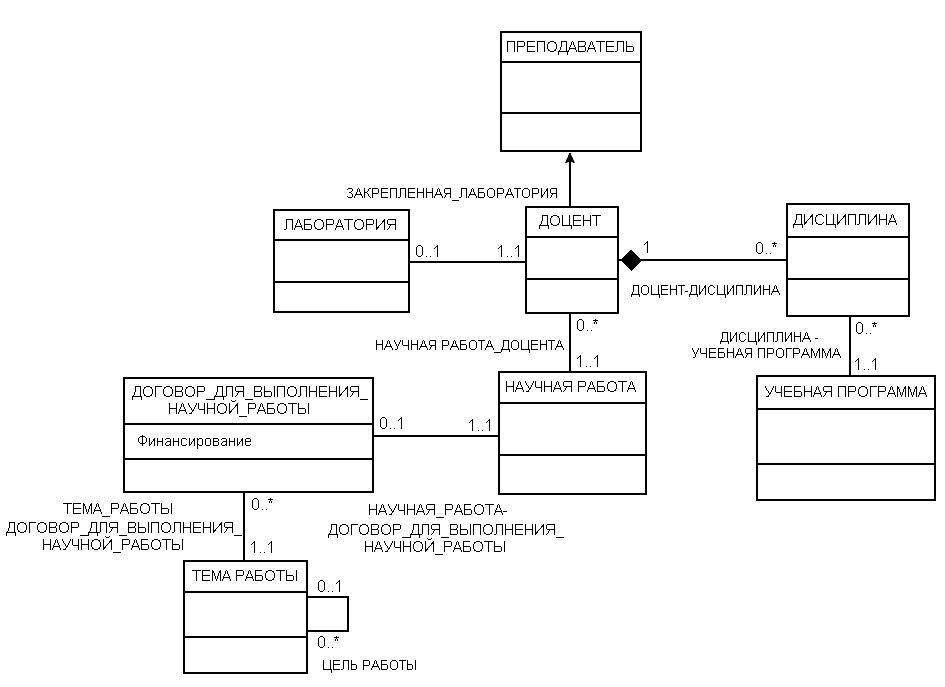 ПРЕПОДАВАТЕЛЬ
ЗАКРЕПЛЕННАЯ_ЛАБОРАТОРИЯ
ЛАБОРАТОРИЯ
0..1
1..1
ДОЦЕНТ
1
0..*
ДИСЦИПЛИНА
ДОЦЕНТ-ДИСЦИПЛИНА
0..*
НАУЧНАЯ РАБОТА_ДОЦЕНТА
1..1
ДИСЦИПЛИНА -
УЧЕБНАЯ ПРОГРАММА
0..*
1..1
ДОГОВОР_ДЛЯ_ВЫПОЛНЕНИЯ_
НАУЧНОЙ_РАБОТЫ
Финансирование
0..1
1..1
НАУЧНАЯ РАБОТА
УЧЕБНАЯ ПРОГРАММА
ТЕМА_РАБОТЫ
ДОГОВОР_ДЛЯ_ВЫПОЛНЕНИЯ_
НАУЧНОЙ_РАБОТЫ
0..*
1..1
НАУЧНАЯ_РАБОТА-
ДОГОВОР_ДЛЯ_ВЫПОЛНЕНИЯ_
НАУЧНОЙ_РАБОТЫ
ТЕМА РАБОТЫ
0..1
0..*
ЦЕЛЬ РАБОТЫ